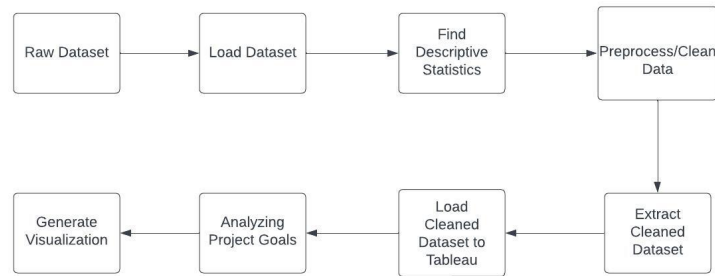 Raw Dataset
Load Dataset
Find
Descriptive
Statistics
Preprocess/Clean
Data
Extract
Cleaned
Dataset
Load
Cleaned
Dataset to
Tableau
Analyzing
Project Goals
Generate
Visualization